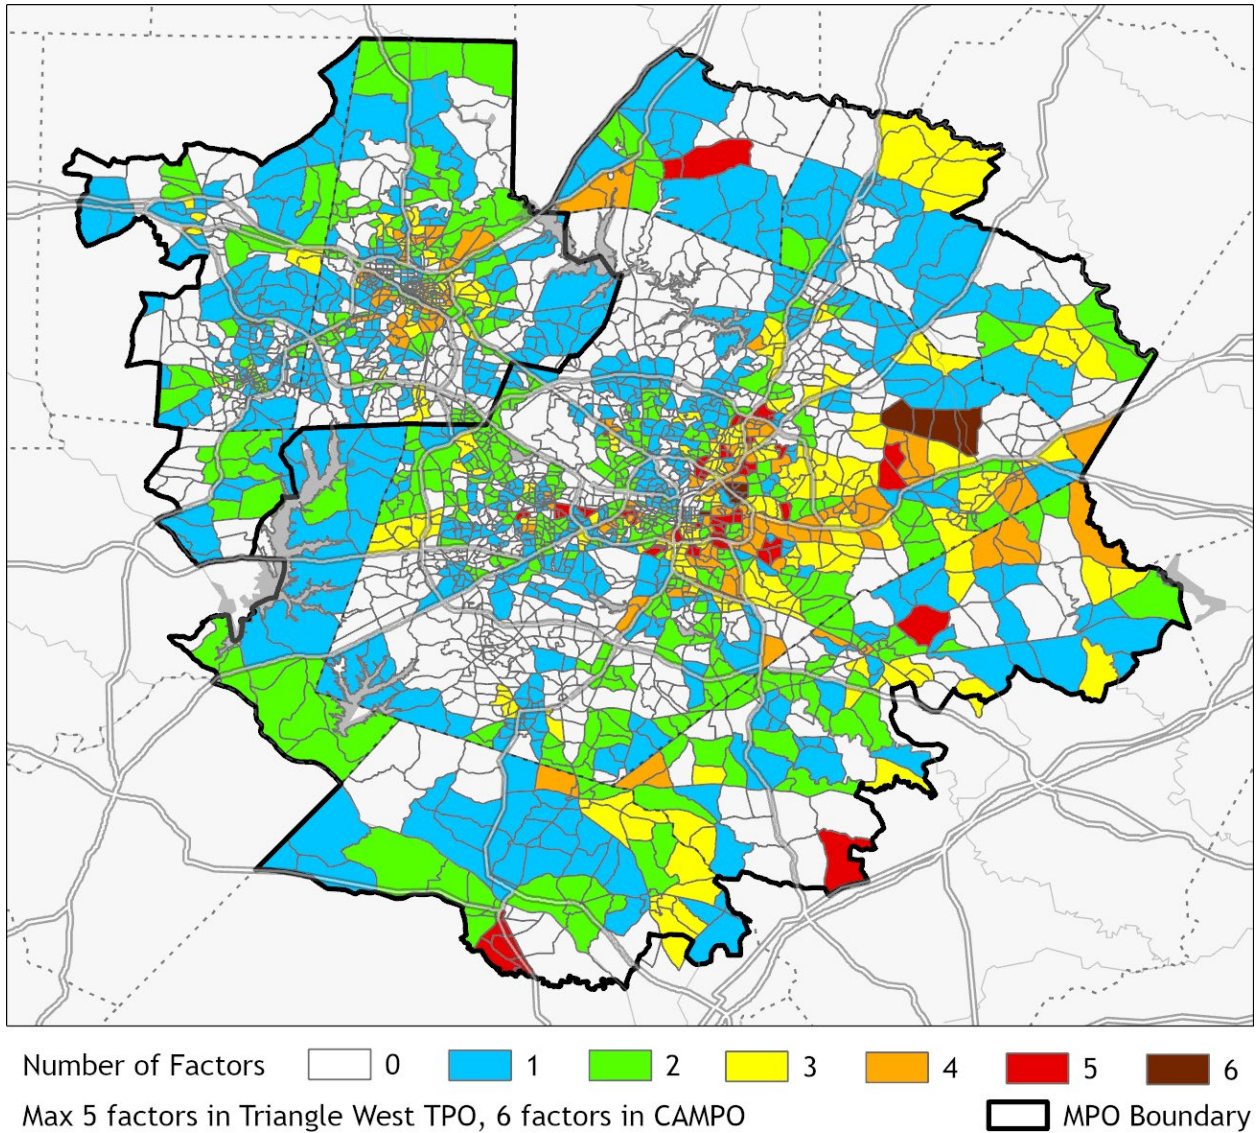 Number of Factors 0 1 2 3 4 5 6
Max 5 factors in Triangle West TPO, 6 factors in CAMPO MPO Boundary